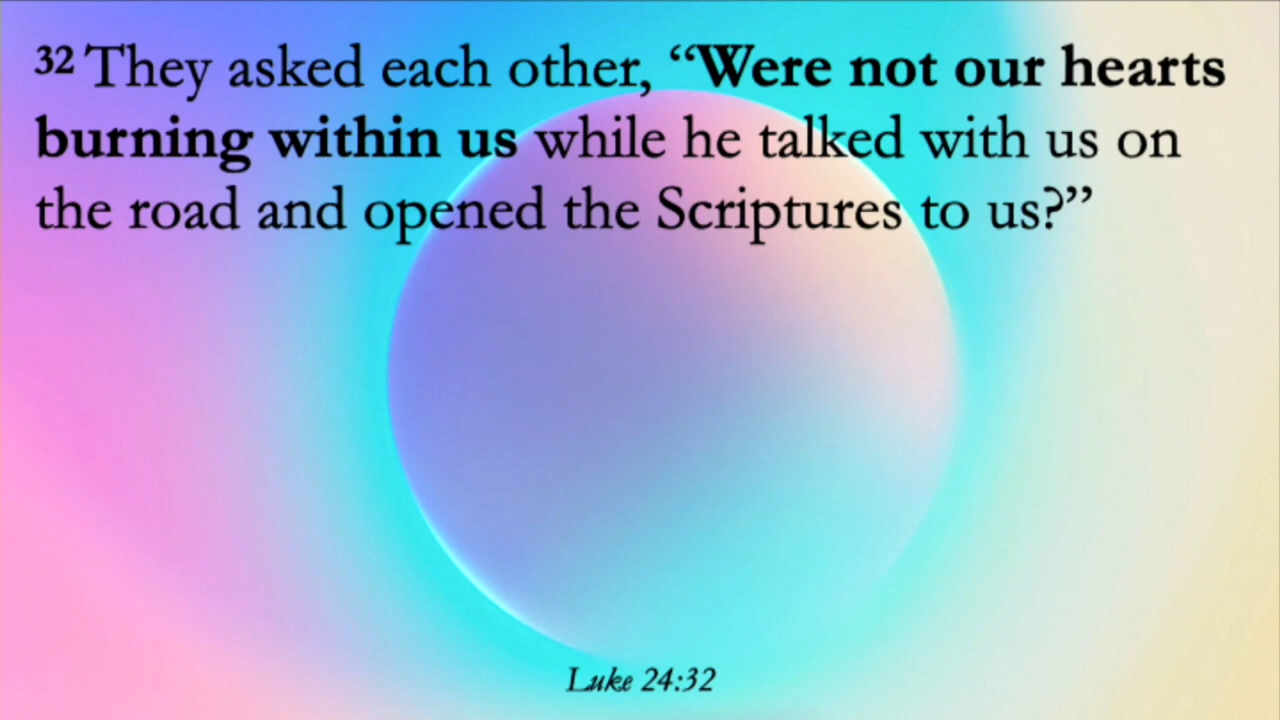 32 They asked each other, “Were not our hearts
burning within us while he talked with us on
the road and opened the Scriptures to us?”
Luke 24:32